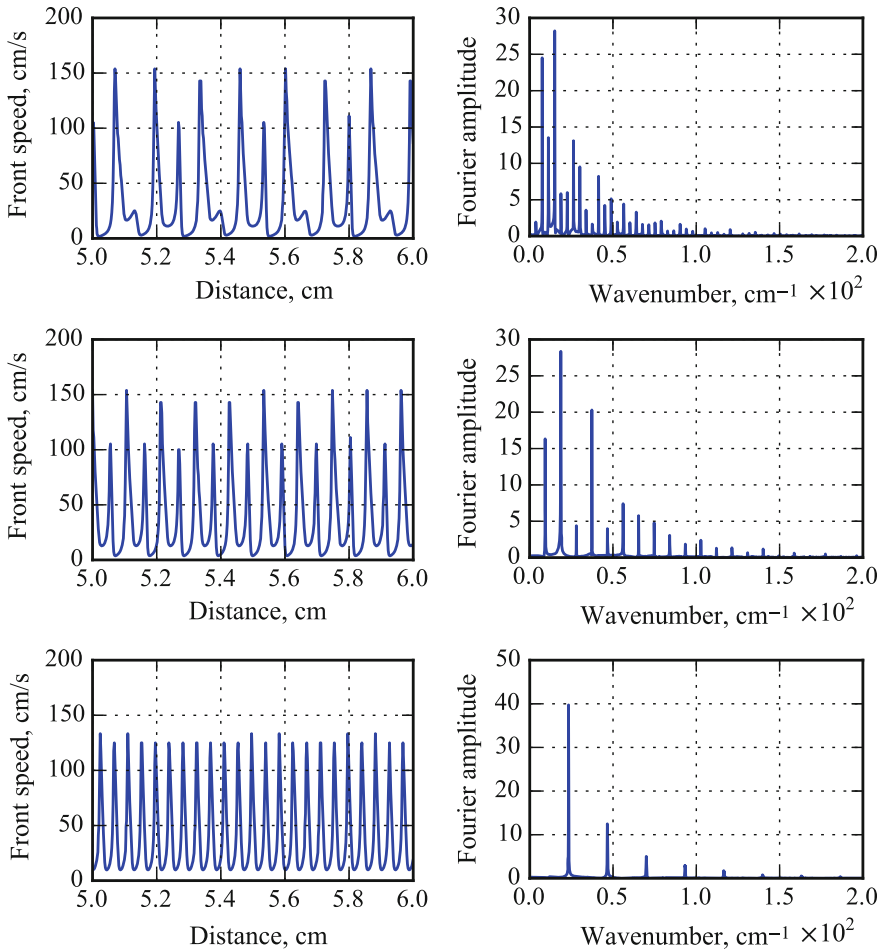 200
150
100
50
0
Front speed, cm/s
5.0 5.2 5.4 5.6 5.8 6.0
Distance, cm
30
25
20
15
10
5
0
Fourier amplitude
0.0 0.5 1.0 1.5 2.0
Wavenumber, cm⁻¹ ×10²
200
150
100
50
0
Front speed, cm/s
5.0 5.2 5.4 5.6 5.8 6.0
Distance, cm
30
25
20
15
10
5
0
Fourier amplitude
0.0 0.5 1.0 1.5 2.0
Wavenumber, cm⁻¹ ×10²
200
150
100
50
0
Front speed, cm/s
5.0 5.2 5.4 5.6 5.8 6.0
Distance, cm
50
40
30
20
10
0
Fourier amplitude
0.0 0.5 1.0 1.5 2.0
Wavenumber, cm⁻¹ ×10²